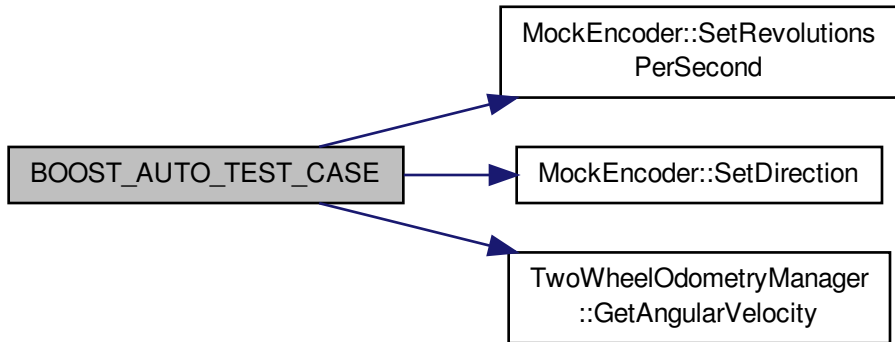 MockEncoder::SetRevolutions
PerSecond
BOOST_AUTO_TEST_CASE
MockEncoder::SetDirection
TwoWheelOdometryManager
::GetAngularVelocity